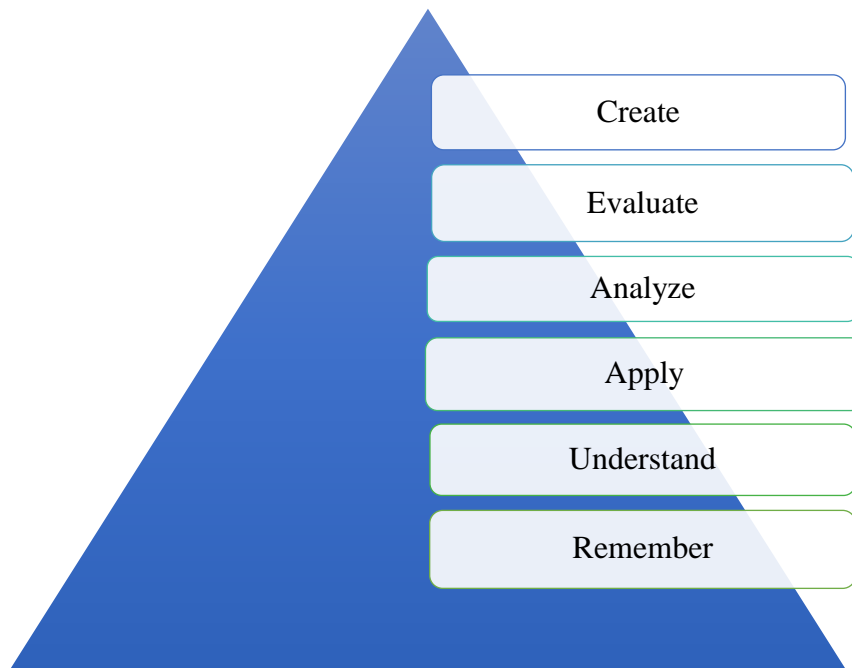 Create
Evaluate
Analyze
Apply
Understand
Remember